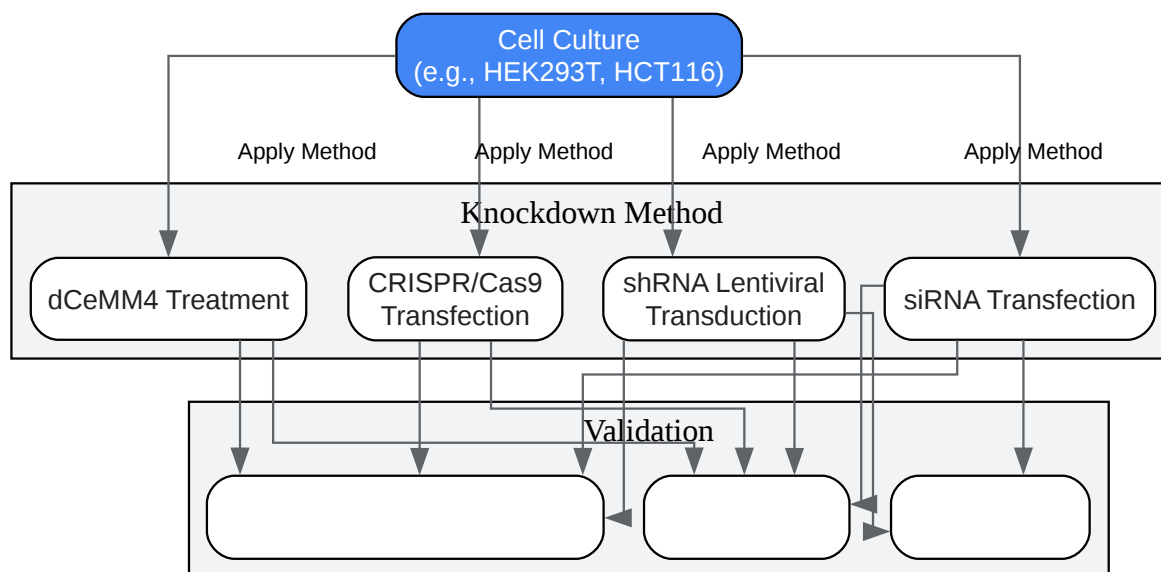 Cell Culture
(e.g., HEK293T, HCT116)
Apply Method
Apply Method
Apply Method
Apply Method
Knockdown Method
dCeMM4 Treatment
CRISPR/Cas9
Transfection
shRNA Lentiviral
Transduction
siRNA Transfection
Validation